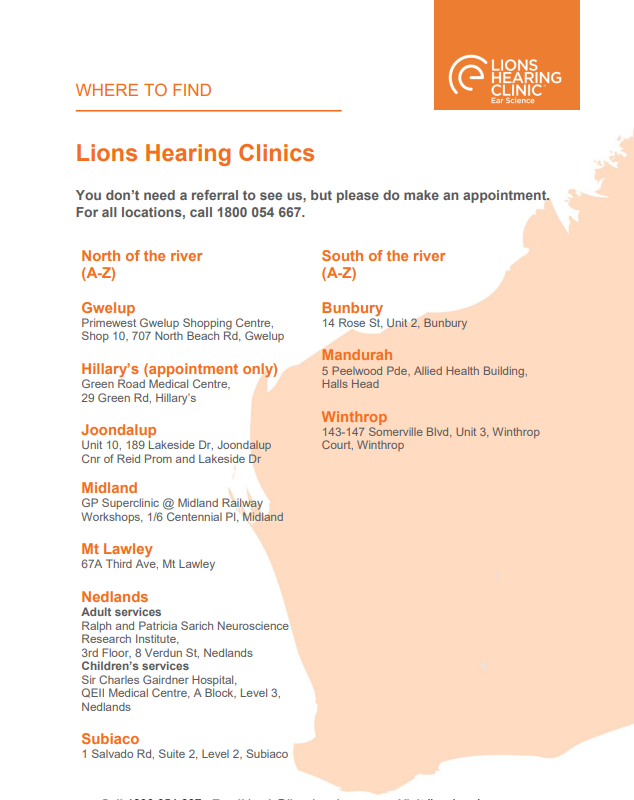 LIONS
HEARING
CLINIC
Ear Science
WHERE TO FIND
Lions Hearing Clinics
You don’t need a referral to see us, but please do make an appointment.
For all locations, call 1800 054 667.
North of the river
(A-Z)
Gwelup
Primewest Gwelup Shopping Centre,
Shop 10, 707 North Beach Rd, Gwelup
Hillary’s (appointment only)
Green Road Medical Centre,
29 Green Rd, Hillary’s
Joondalup
Unit 10, 189 Lakeside Dr, Joondalup
Cnr of Reid Prom and Lakeside Dr
Midland
GP Superclinic @ Midland Railway
Workshops, 1/6 Centennial Pl, Midland
Mt Lawley
67A Third Ave, Mt Lawley
Nedlands
Adult services
Ralph and Patricia Sarich Neuroscience
Research Institute,
3rd Floor, 8 Verdun St, Nedlands
Children’s services
Sir Charles Gairdner Hospital,
QEII Medical Centre, A Block, Level 3,
Nedlands
Subiaco
1 Salvado Rd, Suite 2, Level 2, Subiaco
South of the river
(A-Z)
Bunbury
14 Rose St, Unit 2, Bunbury
Mandurah
5 Peelwood Pde, Allied Health Building,
Halls Head
Winthrop
143-147 Somerville Blvd, Unit 3, Winthrop
Court, Winthrop